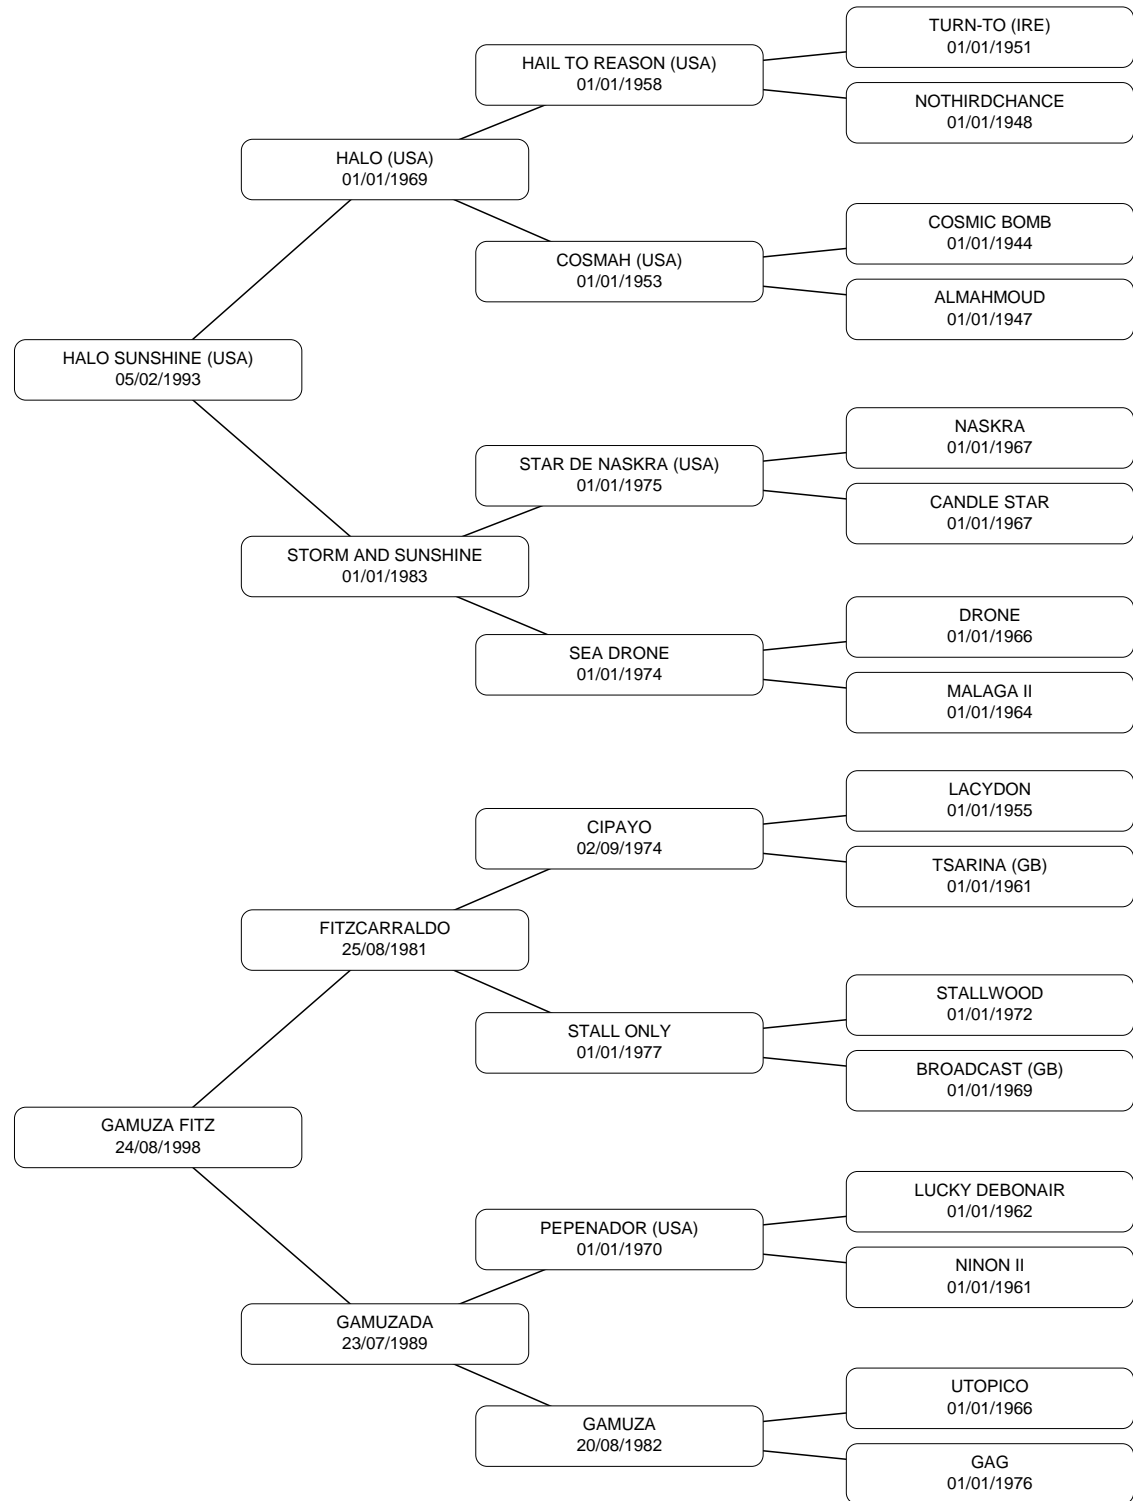 TURN-TO (IRE)
01/01/1951
HAIL TO REASON (USA)
01/01/1958
NOTHIRDCHANCE
01/01/1948
HALO (USA)
01/01/1969
COSMIC BOMB
01/01/1944
COSMAH (USA)
01/01/1953
ALMAHMOUD
01/01/1947
HALO SUNSHINE (USA)
05/02/1993
NASKRA
01/01/1967
STAR DE NASKRA (USA)
01/01/1975
CANDLE STAR
01/01/1967
STORM AND SUNSHINE
01/01/1983
DRONE
01/01/1966
SEA DRONE
01/01/1974
MALAGA II
01/01/1964
LACYDON
01/01/1955
CIPAYO
02/09/1974
TSARINA (GB)
01/01/1961
FITZCARRALDO
25/08/1981
STALLWOOD
01/01/1972
STALL ONLY
01/01/1977
BROADCAST (GB)
01/01/1969
GAMUZA FITZ
24/08/1998
LUCKY DEBONAIR
01/01/1962
PEPENADOR (USA)
01/01/1970
NINON II
01/01/1961
GAMUZADA
23/07/1989
UTOPICO
01/01/1966
GAMUZA
20/08/1982
GAG
01/01/1976